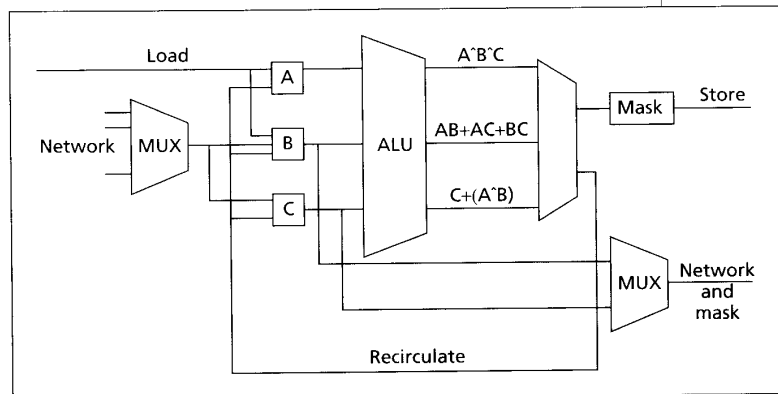 Load
A
A^B^C
Mask
Store
Network
MUX
B
ALU
AB+AC+BC
C
C+(A^B)
MUX
Network
and
mask
Recirculate